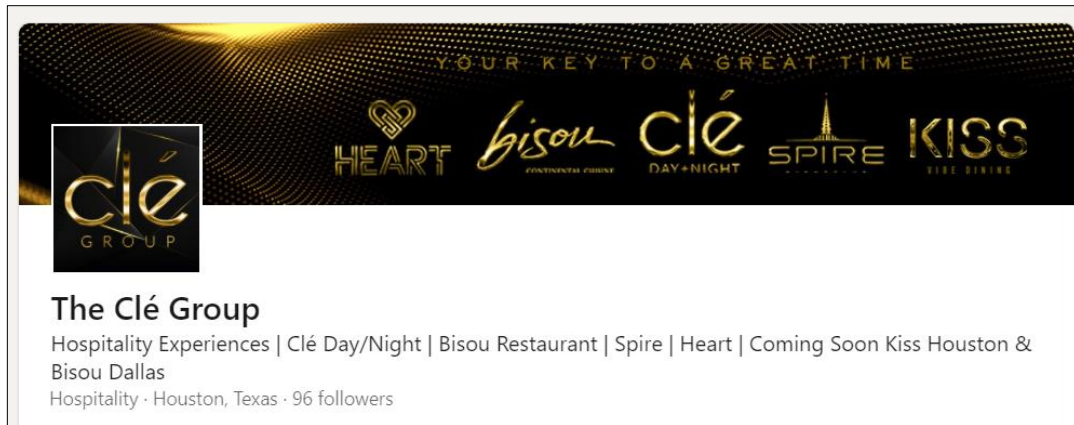 YOUR KEY TO A GREAT TIME
HEART bisou clé SPIRE KISS
CONTINENTAL CUISINE DAY+NIGHT VIBE DINING
clé
GROUP
The Clé Group
Hospitality Experiences | Clé Day/Night | Bisou Restaurant | Spire | Heart | Coming Soon Kiss Houston &
Bisou Dallas
Hospitality · Houston, Texas · 96 followers